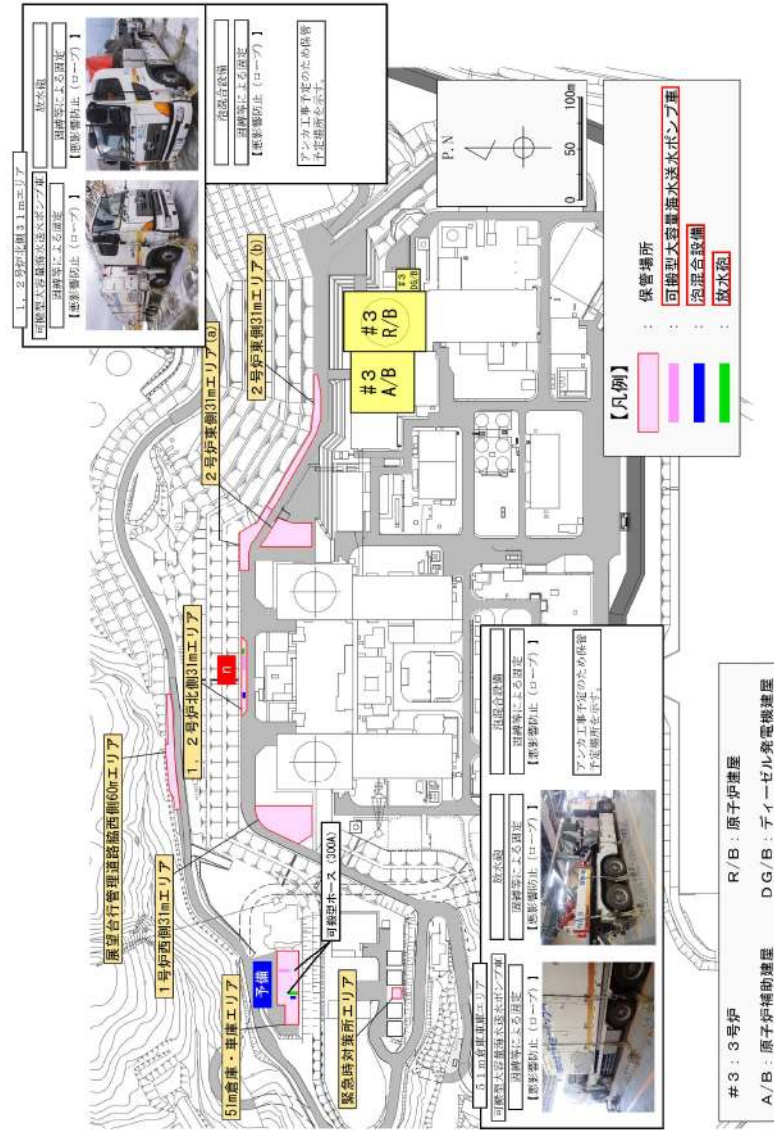 1，2号炉北側31mエリア
可搬型大容量海水送水ポンプ車
固縛等による固定
【悪影響防止（ロープ）】
放水砲
固縛等による固定
【悪影響防止（ロープ）】
泡混合設備
固縛等による固定
【悪影響防止（ロープ）】
アンカ工事予定のため保管
予定場所を示す。
展望台行管理道路脇西側60mエリア
1号炉西側31mエリア
1，2号炉北側31mエリア
2号炉東側31mエリア(a)
2号炉東側31mエリア(b)
51m倉庫・車庫エリア
予備
n
可搬型ホース（300A）
緊急時対策所エリア
#3
A/B
#3
R/B
#3
DG/B
P.N
0 50 100m
51m倉庫車庫エリア
可搬型大容量海水送水ポンプ車
固縛等による固定
【悪影響防止（ロープ）】
放水砲
固縛等による固定
【悪影響防止（ロープ）】
泡混合設備
固縛等による固定
【悪影響防止（ロープ）】
アンカ工事予定のため保管
予定場所を示す。
【凡例】
：保管場所
：可搬型大容量海水送水ポンプ車
：泡混合設備
：放水砲
#3：3号炉 R/B：原子炉建屋
A/B：原子炉補助建屋 DG/B：ディーゼル発電機建屋